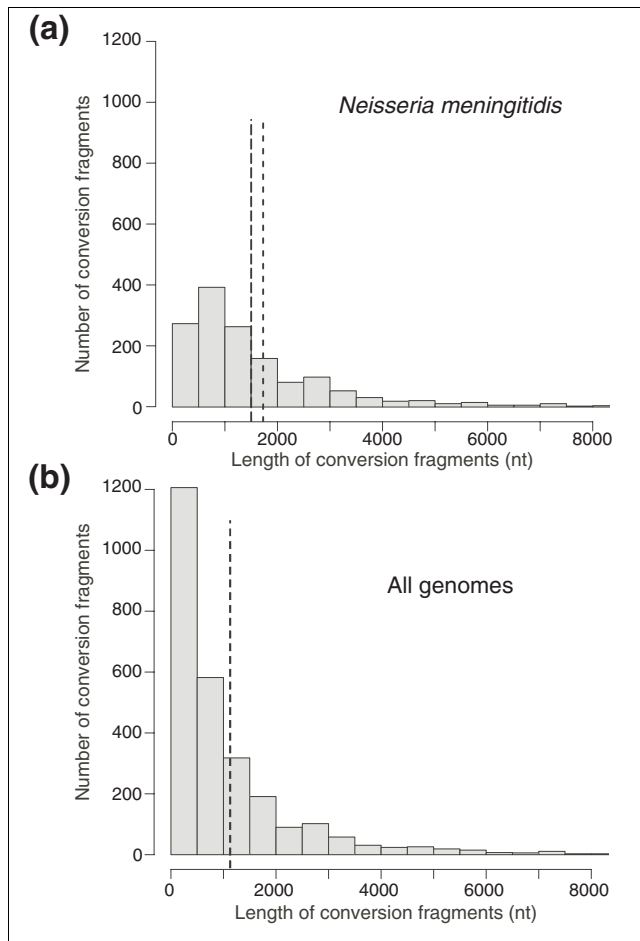 (a)
1200
1000
800
600
400
200
0
Number of conversion fragments
Neisseria meningitidis
0 2000 4000 6000 8000
Length of conversion fragments (nt)
(b)
1200
1000
800
600
400
200
0
Number of conversion fragments
All genomes
0 2000 4000 6000 8000
Length of conversion fragments (nt)